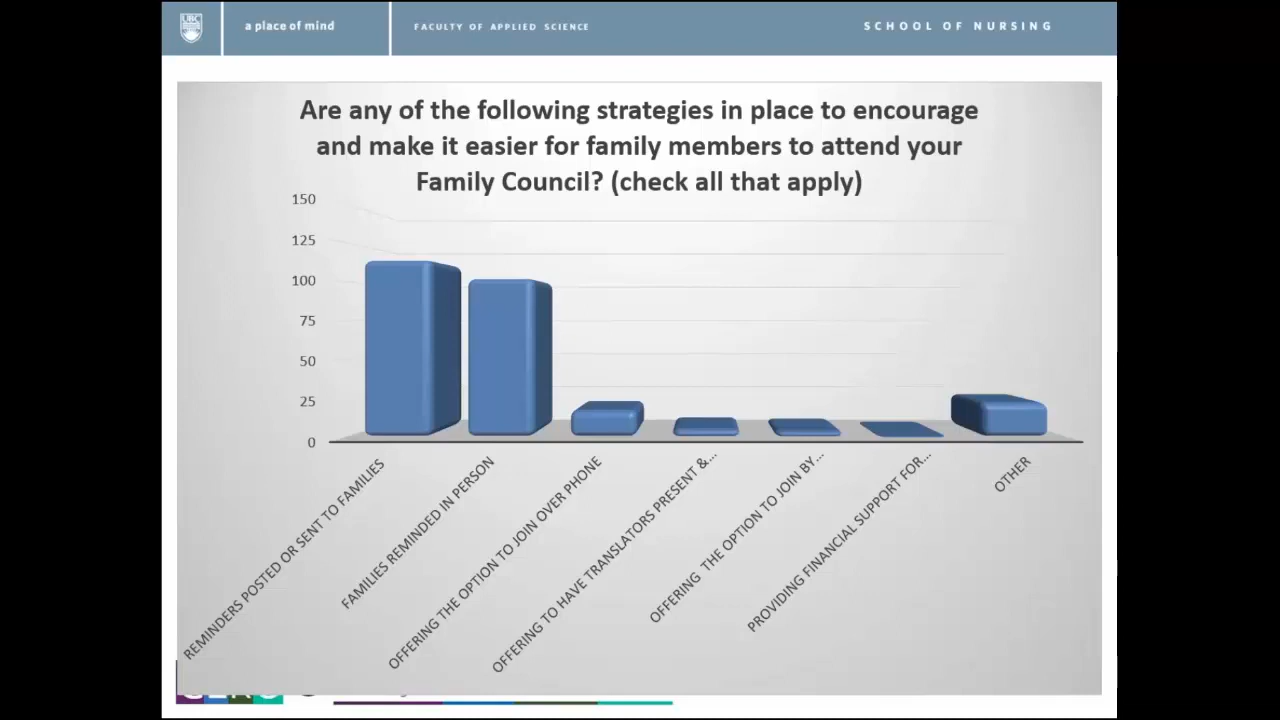 UBC
a place of mind
FACULTY OF APPLIED SCIENCE
SCHOOL OF NURSING
Are any of the following strategies in place to encourage
and make it easier for family members to attend your
Family Council? (check all that apply)
150
125
100
75
50
25
0
REMINDERS POSTED OR SENT TO FAMILIES
FAMILIES REMINDED IN PERSON
OFFERING THE OPTION TO JOIN OVER PHONE
OFFERING TO HAVE TRANSLATORS PRESENT &...
OFFERING THE OPTION TO JOIN BY...
PROVIDING FINANCIAL SUPPORT FOR...
OTHER